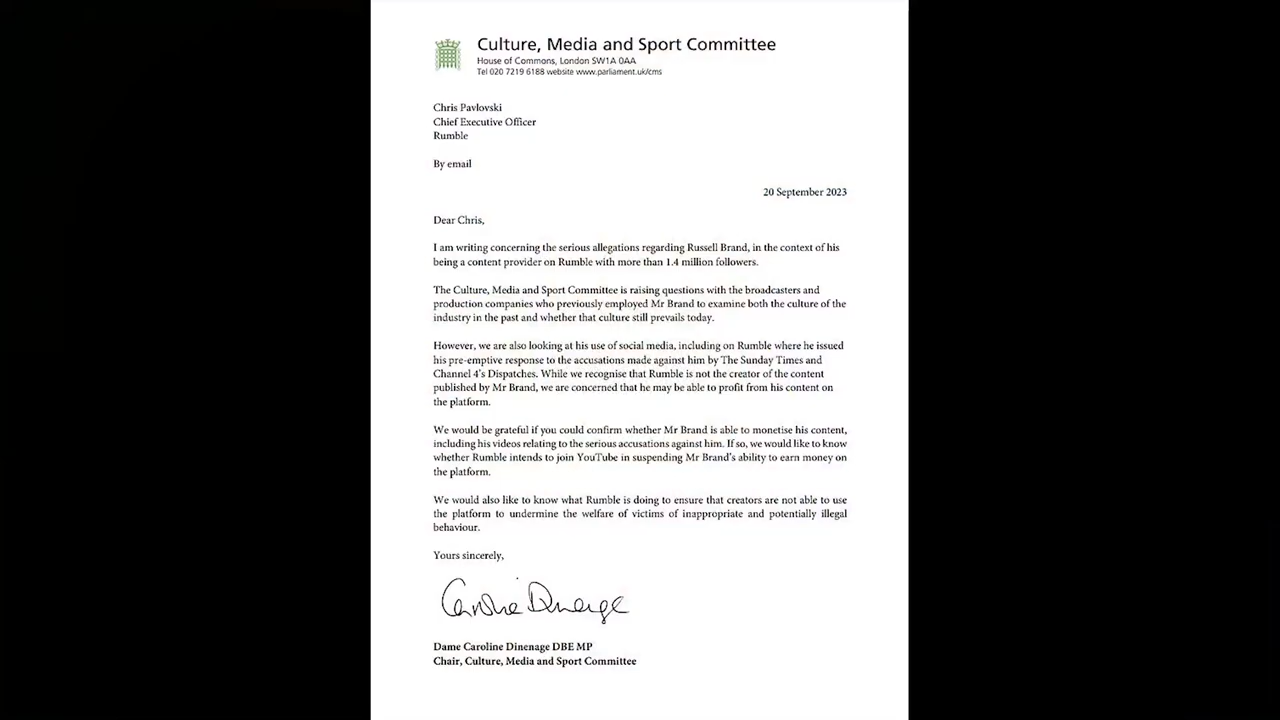 Culture, Media and Sport Committee
House of Commons, London SW1A 0AA
Tel 020 7219 6188 website www.parliament.uk/cms
Chris Pavlovski
Chief Executive Officer
Rumble
By email
20 September 2023
Dear Chris,
I am writing concerning the serious allegations regarding Russell Brand, in the context of his
being a content provider on Rumble with more than 1.4 million followers.
The Culture, Media and Sport Committee is raising questions with the broadcasters and
production companies who previously employed Mr Brand to examine both the culture of the
industry in the past and whether that culture still prevails today.
However, we are also looking at his use of social media, including on Rumble where he issued
his pre-emptive response to the accusations made against him by The Sunday Times and
Channel 4's Dispatches. While we recognise that Rumble is not the creator of the content
published by Mr Brand, we are concerned that he may be able to profit from his content on
the platform.
We would be grateful if you could confirm whether Mr Brand is able to monetise his content,
including his videos relating to the serious accusations against him. If so, we would like to know
whether Rumble intends to join YouTube in suspending Mr Brand's ability to earn money on
the platform.
We would also like to know what Rumble is doing to ensure that creators are not able to use
the platform to undermine the welfare of victims of inappropriate and potentially illegal
behaviour.
Yours sincerely,
Caroline Dinenage
Dame Caroline Dinenage DBE MP
Chair, Culture, Media and Sport Committee